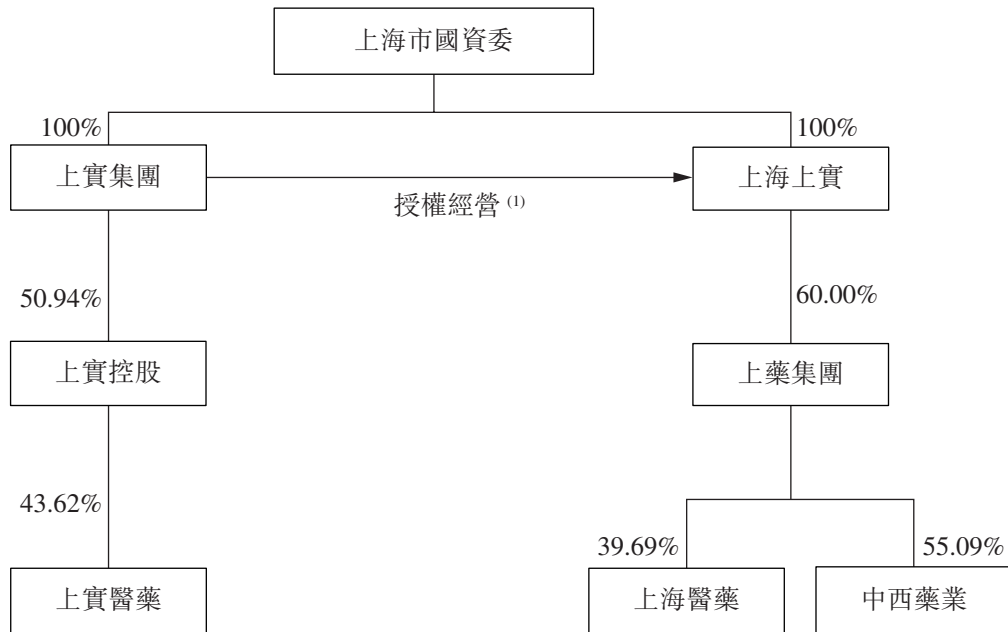 上海市國資委
100%
100%
上實集團
上海上實
授權經營 (1)
50.94%
60.00%
上實控股
上藥集團
43.62%
39.69%
55.09%
上實醫藥
上海醫藥
中西藥業